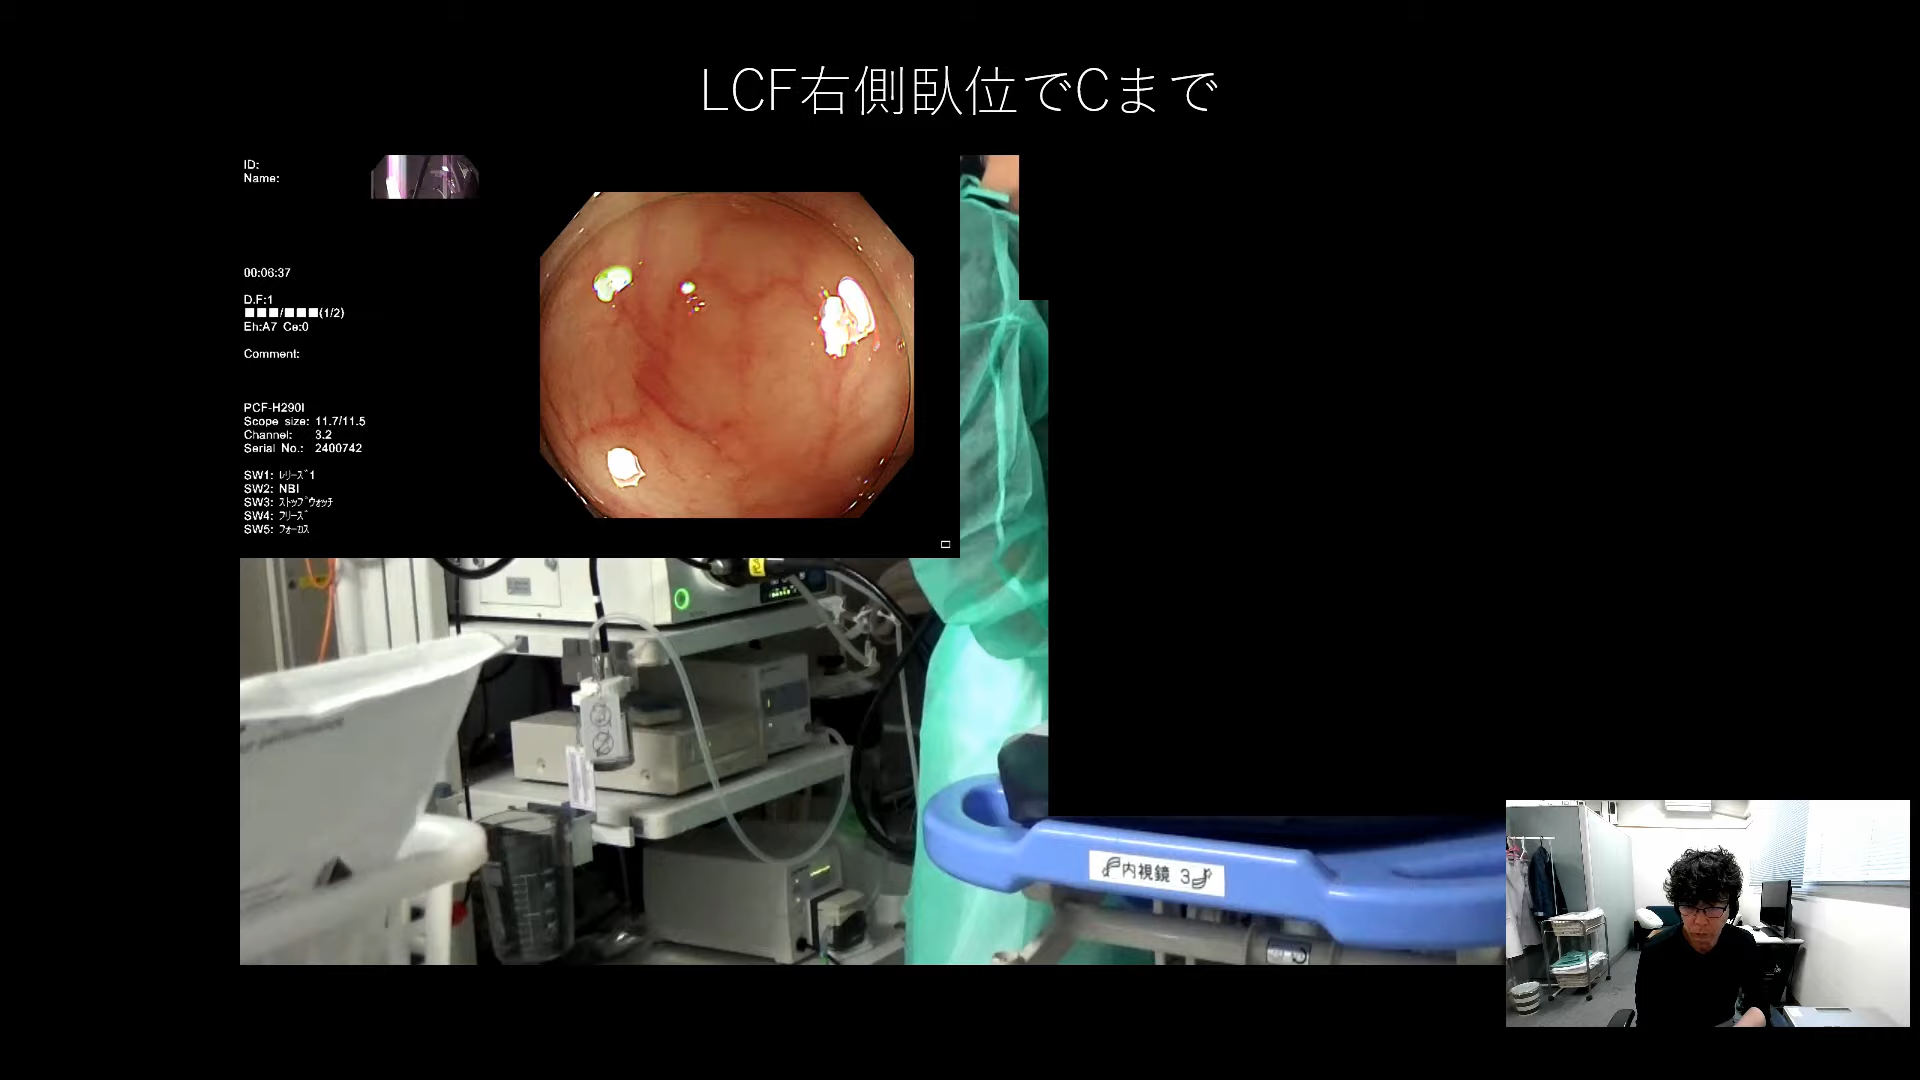 LCF右側臥位でCまで
ID:
Name:
00:06:37
D.F:1
■■■/■■■(1/2)
Eh:A7 Ce:0
Comment:
PCF-H290I
Scope size: 11.7/11.5
Channel: 3.2
Serial No.: 2400742
SW1: ﾚﾘｰｽﾞ1
SW2: NBI
SW3: ｽﾄｯﾌﾟｳｫｯﾁ
SW4: ﾌﾘｰｽﾞ
SW5: ﾌｫｰｶｽ
内視鏡 3